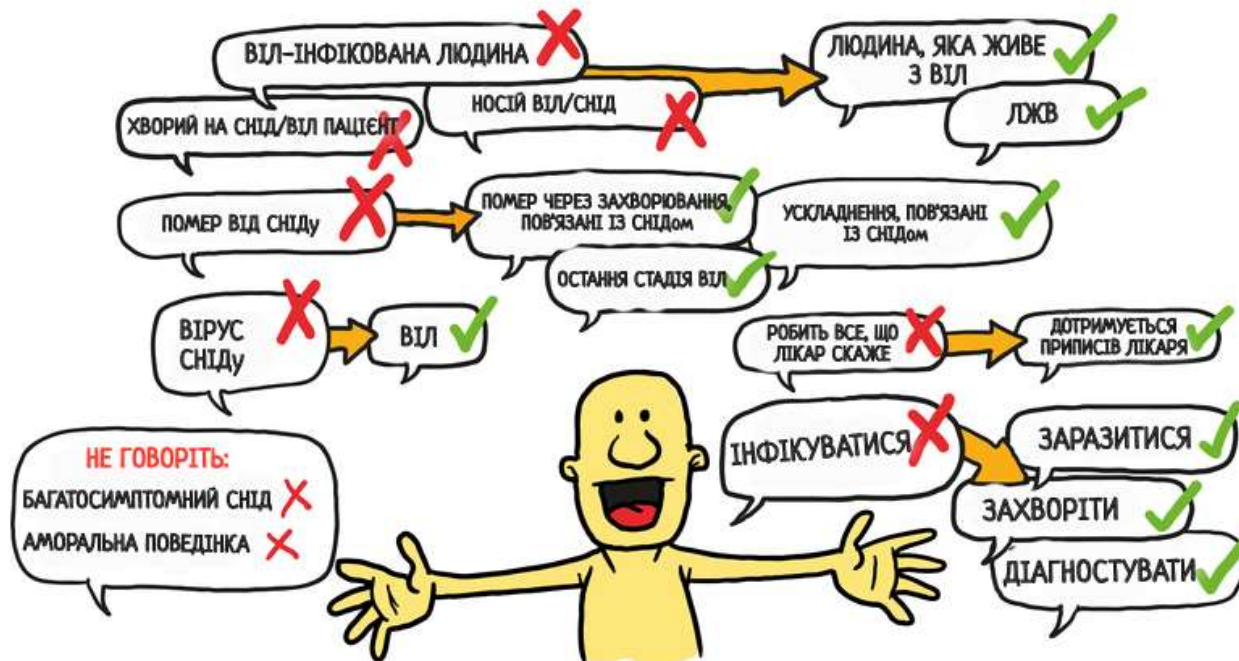 ВІЛ-ІНФІКОВАНА ЛЮДИНА
НОСІЙ ВІЛ/СНІД
ХВОРИЙ НА СНІД/ВІЛ ПАЦІЄНТ
ЛЮДИНА, ЯКА ЖИВЕ
З ВІЛ
ЛЖВ
ПОМЕР ВІД СНІДу
ПОМЕР ЧЕРЕЗ ЗАХВОРЮВАННЯ,
ПОВ'ЯЗАНІ ІЗ СНІДом
УСКЛАДНЕННЯ, ПОВ'ЯЗАНІ
ІЗ СНІДом
ОСТАННЯ СТАДІЯ ВІЛ
ВІРУС
СНІДу
ВІЛ
РОБИТЬ ВСЕ, ЩО
ЛІКАР СКАЖЕ
ДОТРИМУЄТЬСЯ
ПРИПИСІВ ЛІКАРЯ
НЕ ГОВОРІТЬ:
БАГАТОСИМПТОМНИЙ СНІД
АМОРАЛЬНА ПОВЕДІНКА
ІНФІКУВАТИСЯ
ЗАРАЗИТИСЯ
ЗАХВОРІТИ
ДІАГНОСТУВАТИ